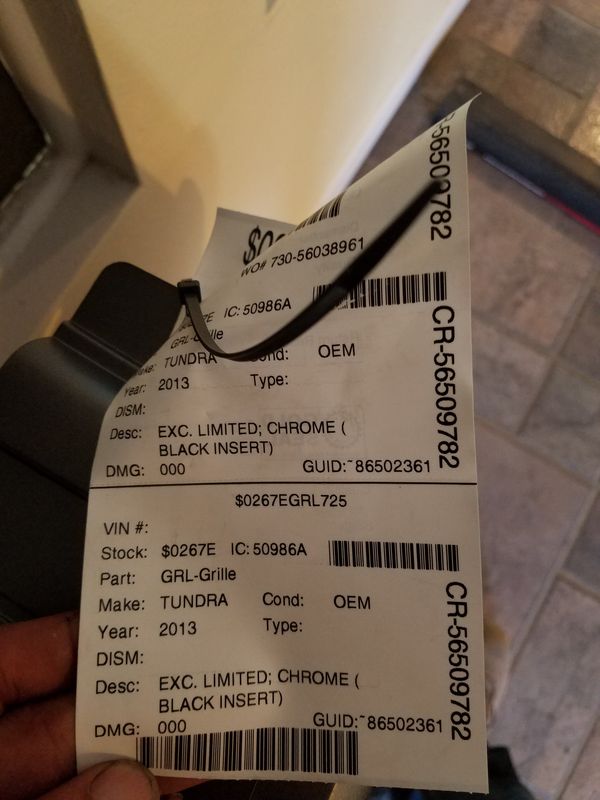 WO# 730-56038961
IC: 50986A
GRL-Grille
TUNDRA Cond: OEM
Year: 2013 Type:
DISM:
Desc: EXC. LIMITED; CHROME (
BLACK INSERT)
DMG: 000 GUID:~86502361
CR-56509782
$0267EGRL725
VIN #:
Stock: $0267E IC: 50986A
Part: GRL-Grille
Make: TUNDRA Cond: OEM
Year: 2013 Type:
DISM:
Desc: EXC. LIMITED; CHROME (
BLACK INSERT)
DMG: 000 GUID:~86502361
CR-56509782